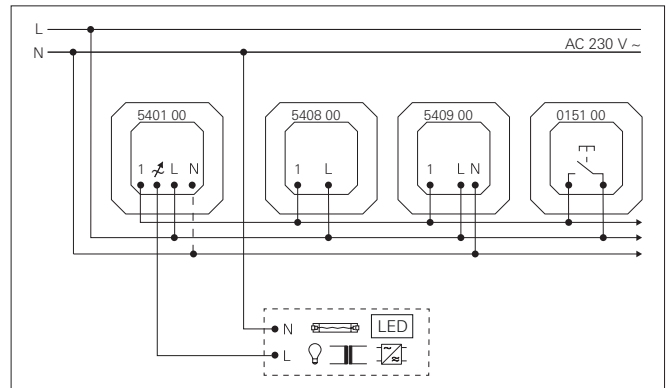 L
N
AC 230 V ~
5401 00
5408 00
5409 00
0151 00
1 L N
1 L
1 L N
N LED
L